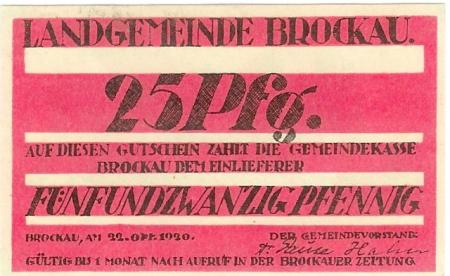 LANDGEMEINDE BROCKAU.
25 Pfg.
AUF DIESEN GUTSCHEIN ZAHLT DIE GEMEINDEKASSE
BROCKAU DEM EINLIEFERER
FÜNFUNDZWANZIG PFENNIG
BROCKAU, AM 22. OKT. 1920. DER GEMEINDEVORSTAND:
GÜLTIG BIS 1 MONAT NACH AUFRUF IN DER BROCKAUER ZEITUNG.